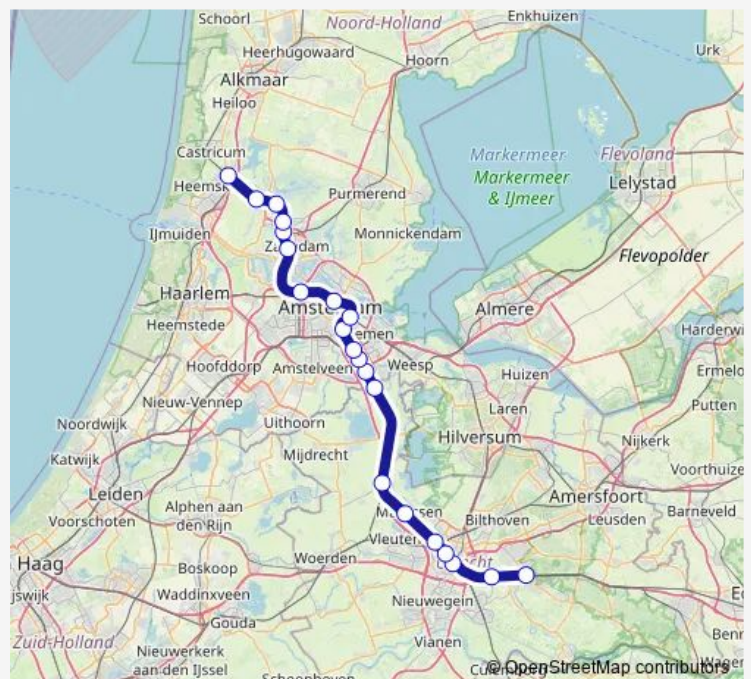 Schoorl
Noord-Holland
Enkhuizen
Heerhugowaard
Hoorn
Urk
Alkmaar
Heiloo
Castricum
Markermeer
Flevoland
Markermeer
& IJmeer
Lelystad
Heemsk
Purmerend
IJmuiden
Monnickendam
Flevopolder
Haarlem
Almere
Heemstede
Harderwi
Hoofddorp
Amstelveen
Weesp
Huizen
Ermelo
Nieuw-Vennep
Laren
Putten
Noordwijk
Uithoorn
Hilversum
Nijkerk
Katwijk
Mijdrecht
Voorthuize
Leiden
Amersfoort
Voorschoten
Alphen aan
den Rijn
Bilthoven
Leusden
Barneveld
Vleuten
Haag
Woerden
Boskoop
jswijk
Waddinxveen
Nieuwegein
Gouda
Zuid-Holland
Vianen
Nieuwerkerk
aan den IJssel
© OpenStreetMap contributors